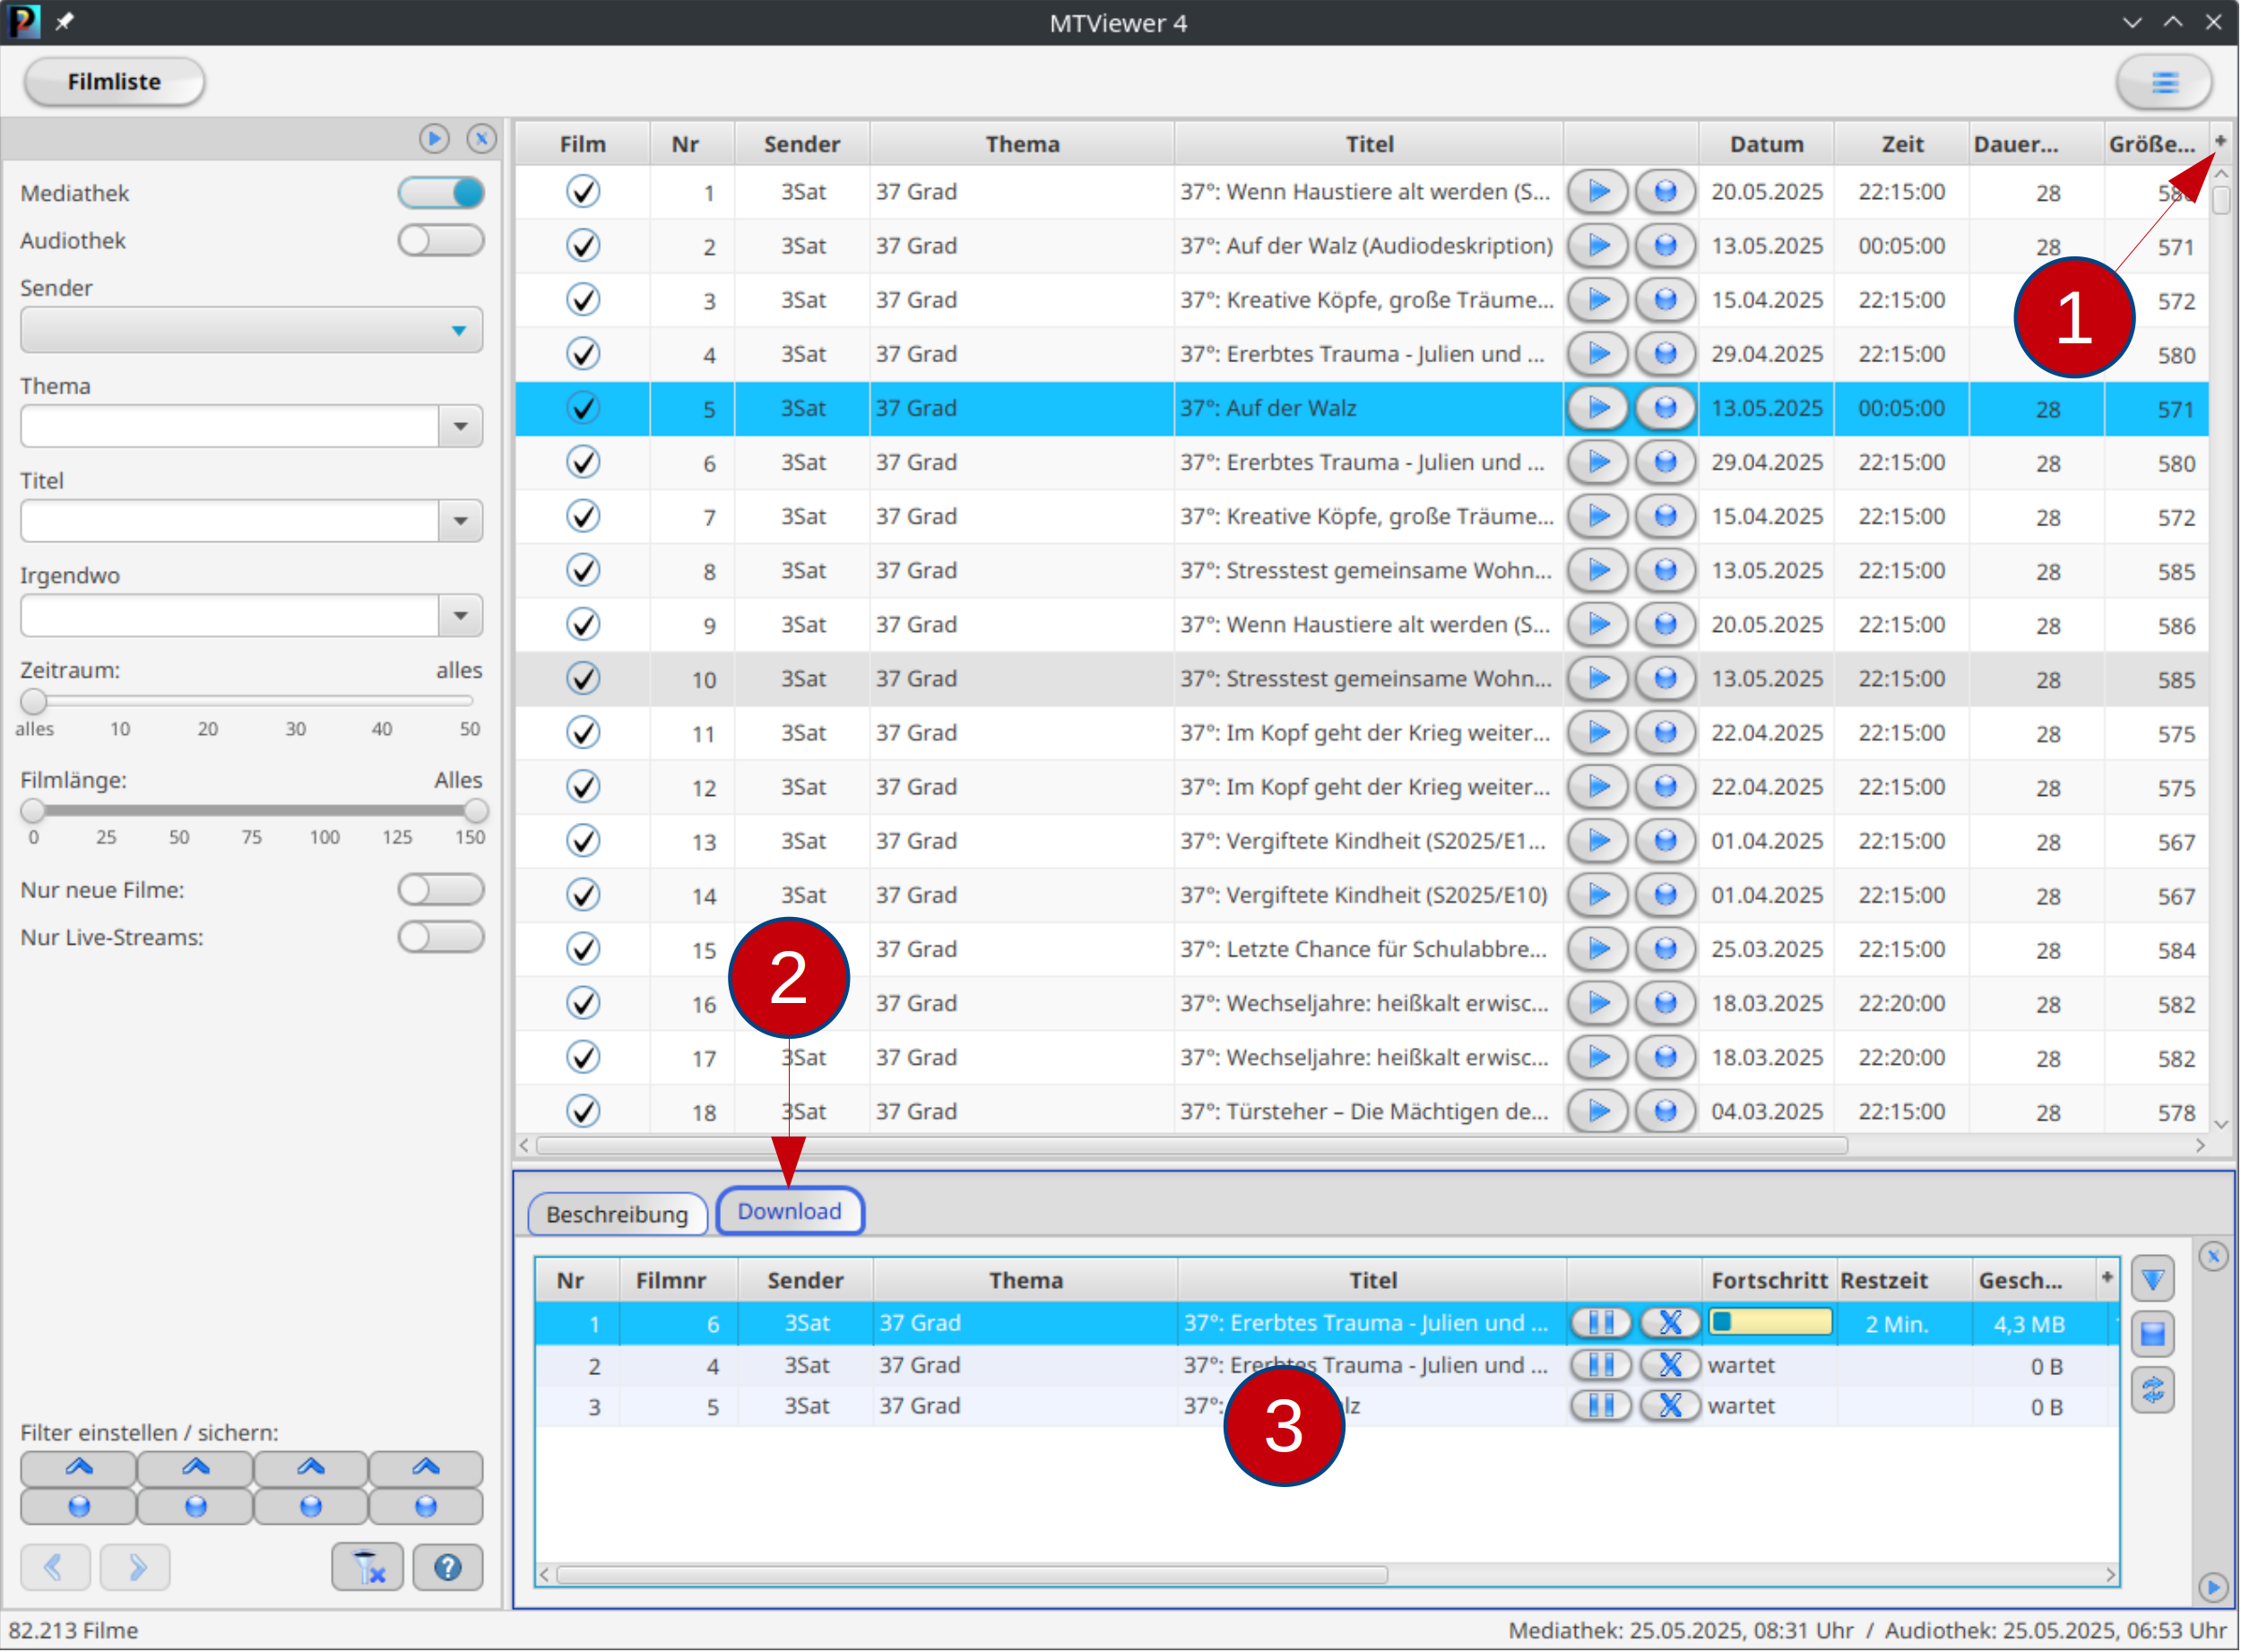 MTViewer 4
Filmliste
Mediathek
Audiothek
Sender
Thema
Titel
Irgendwo
Zeitraum: alles
alles 10 20 30 40 50
Filmlänge: Alles
0 25 50 75 100 125 150
Nur neue Filme:
Nur Live-Streams:
Filter einstellen / sichern:
Film Nr Sender Thema Titel Datum Zeit Dauer... Größe... +
1 3Sat 37 Grad 37°: Wenn Haustiere alt werden (S... 20.05.2025 22:15:00 28
2 3Sat 37 Grad 37°: Auf der Walz (Audiodeskription) 13.05.2025 00:05:00 28 571
3 3Sat 37 Grad 37°: Kreative Köpfe, große Träume... 15.04.2025 22:15:00 572
1
4 3Sat 37 Grad 37°: Ererbtes Trauma - Julien und ... 29.04.2025 22:15:00 580
5 3Sat 37 Grad 37°: Auf der Walz 13.05.2025 00:05:00 28 571
6 3Sat 37 Grad 37°: Ererbtes Trauma - Julien und ... 29.04.2025 22:15:00 28 580
7 3Sat 37 Grad 37°: Kreative Köpfe, große Träume... 15.04.2025 22:15:00 28 572
8 3Sat 37 Grad 37°: Stresstest gemeinsame Wohn... 13.05.2025 22:15:00 28 585
9 3Sat 37 Grad 37°: Wenn Haustiere alt werden (S... 20.05.2025 22:15:00 28 586
10 3Sat 37 Grad 37°: Stresstest gemeinsame Wohn... 13.05.2025 22:15:00 28 585
11 3Sat 37 Grad 37°: Im Kopf geht der Krieg weiter... 22.04.2025 22:15:00 28 575
12 3Sat 37 Grad 37°: Im Kopf geht der Krieg weiter... 22.04.2025 22:15:00 28 575
13 3Sat 37 Grad 37°: Vergiftete Kindheit (S2025/E1... 01.04.2025 22:15:00 28 567
14 3Sat 37 Grad 37°: Vergiftete Kindheit (S2025/E10) 01.04.2025 22:15:00 28 567
15 37 Grad 37°: Letzte Chance für Schulabbre... 25.03.2025 22:15:00 28 584
2
16 37 Grad 37°: Wechseljahre: heißkalt erwisc... 18.03.2025 22:20:00 28 582
17 3Sat 37 Grad 37°: Wechseljahre: heißkalt erwisc... 18.03.2025 22:20:00 28 582
18 3Sat 37 Grad 37°: Türsteher – Die Mächtigen de... 04.03.2025 22:15:00 28 578
Beschreibung Download
Nr Filmnr Sender Thema Titel Fortschritt Restzeit Gesch... +
1 6 3Sat 37 Grad 37°: Ererbtes Trauma - Julien und ... 2 Min. 4,3 MB
2 4 3Sat 37 Grad 37°: Ererbtes Trauma - Julien und ... wartet 0 B
3 5 3Sat 37 Grad 37°: lz wartet 0 B
3
82.213 Filme
Mediathek: 25.05.2025, 08:31 Uhr / Audiothek: 25.05.2025, 06:53 Uhr